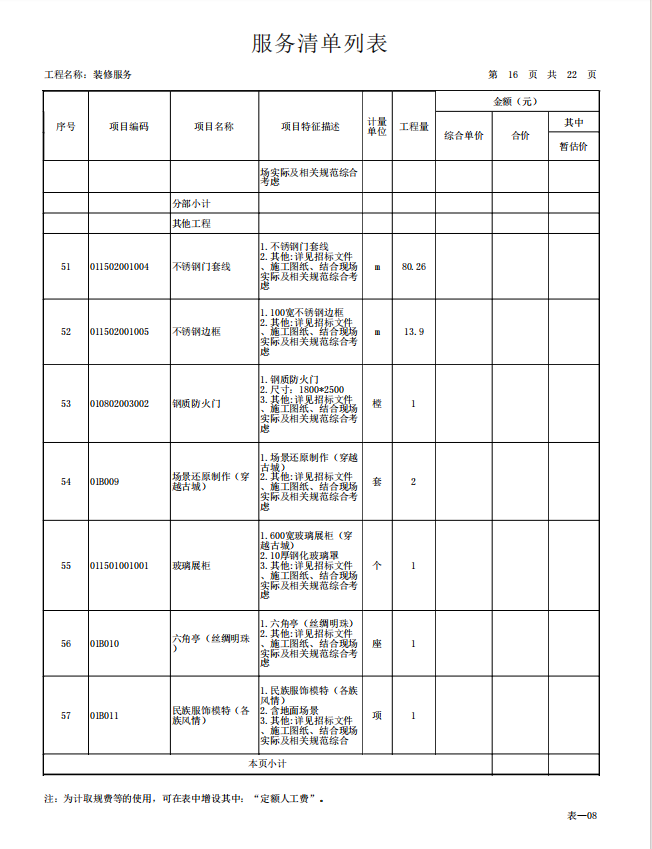 服务清单列表
工程名称：装修服务
第 16 页 共 22 页
序号 项目编码 项目名称 项目特征描述 计量单位 工程量 金额（元）
综合单价 合价 其中
暂估价
场实际及相关规范综合
考虑
分部小计
其他工程
51 011502001004 不锈钢门套线 m 80.26
1.不锈钢门套线
2.其他:详见招标文件
、施工图纸、结合现场
实际及相关规范综合考
虑
52 011502001005 不锈钢边框 m 13.9
1.100宽不锈钢边框
2.其他:详见招标文件
、施工图纸、结合现场
实际及相关规范综合考
虑
53 010802003002 钢质防火门 樘 1
1.钢质防火门
2.尺寸：1800*2500
3.其他:详见招标文件
、施工图纸、结合现场
实际及相关规范综合考
虑
54 01B009 场景还原制作（穿
越古城） 套 2
1.场景还原制作（穿越
古城）
2.其他:详见招标文件
、施工图纸、结合现场
实际及相关规范综合考
虑
55 011501001001 玻璃展柜 个 1
1.600宽玻璃展柜（穿
越古城）
2.10厚钢化玻璃罩
3.其他:详见招标文件
、施工图纸、结合现场
实际及相关规范综合考
虑
56 01B010 六角亭（丝绸明珠
） 座 1
1.六角亭（丝绸明珠）
2.其他:详见招标文件
、施工图纸、结合现场
实际及相关规范综合考
虑
57 01B011 民族服饰模特（各
族风情） 项 1
1.民族服饰模特（各族
风情）
2.含地面场景
3.其他:详见招标文件
、施工图纸、结合现场
实际及相关规范综合
本页小计
注：为计取规费等的使用，可在表中增设其中：“定额人工费”。
表—08